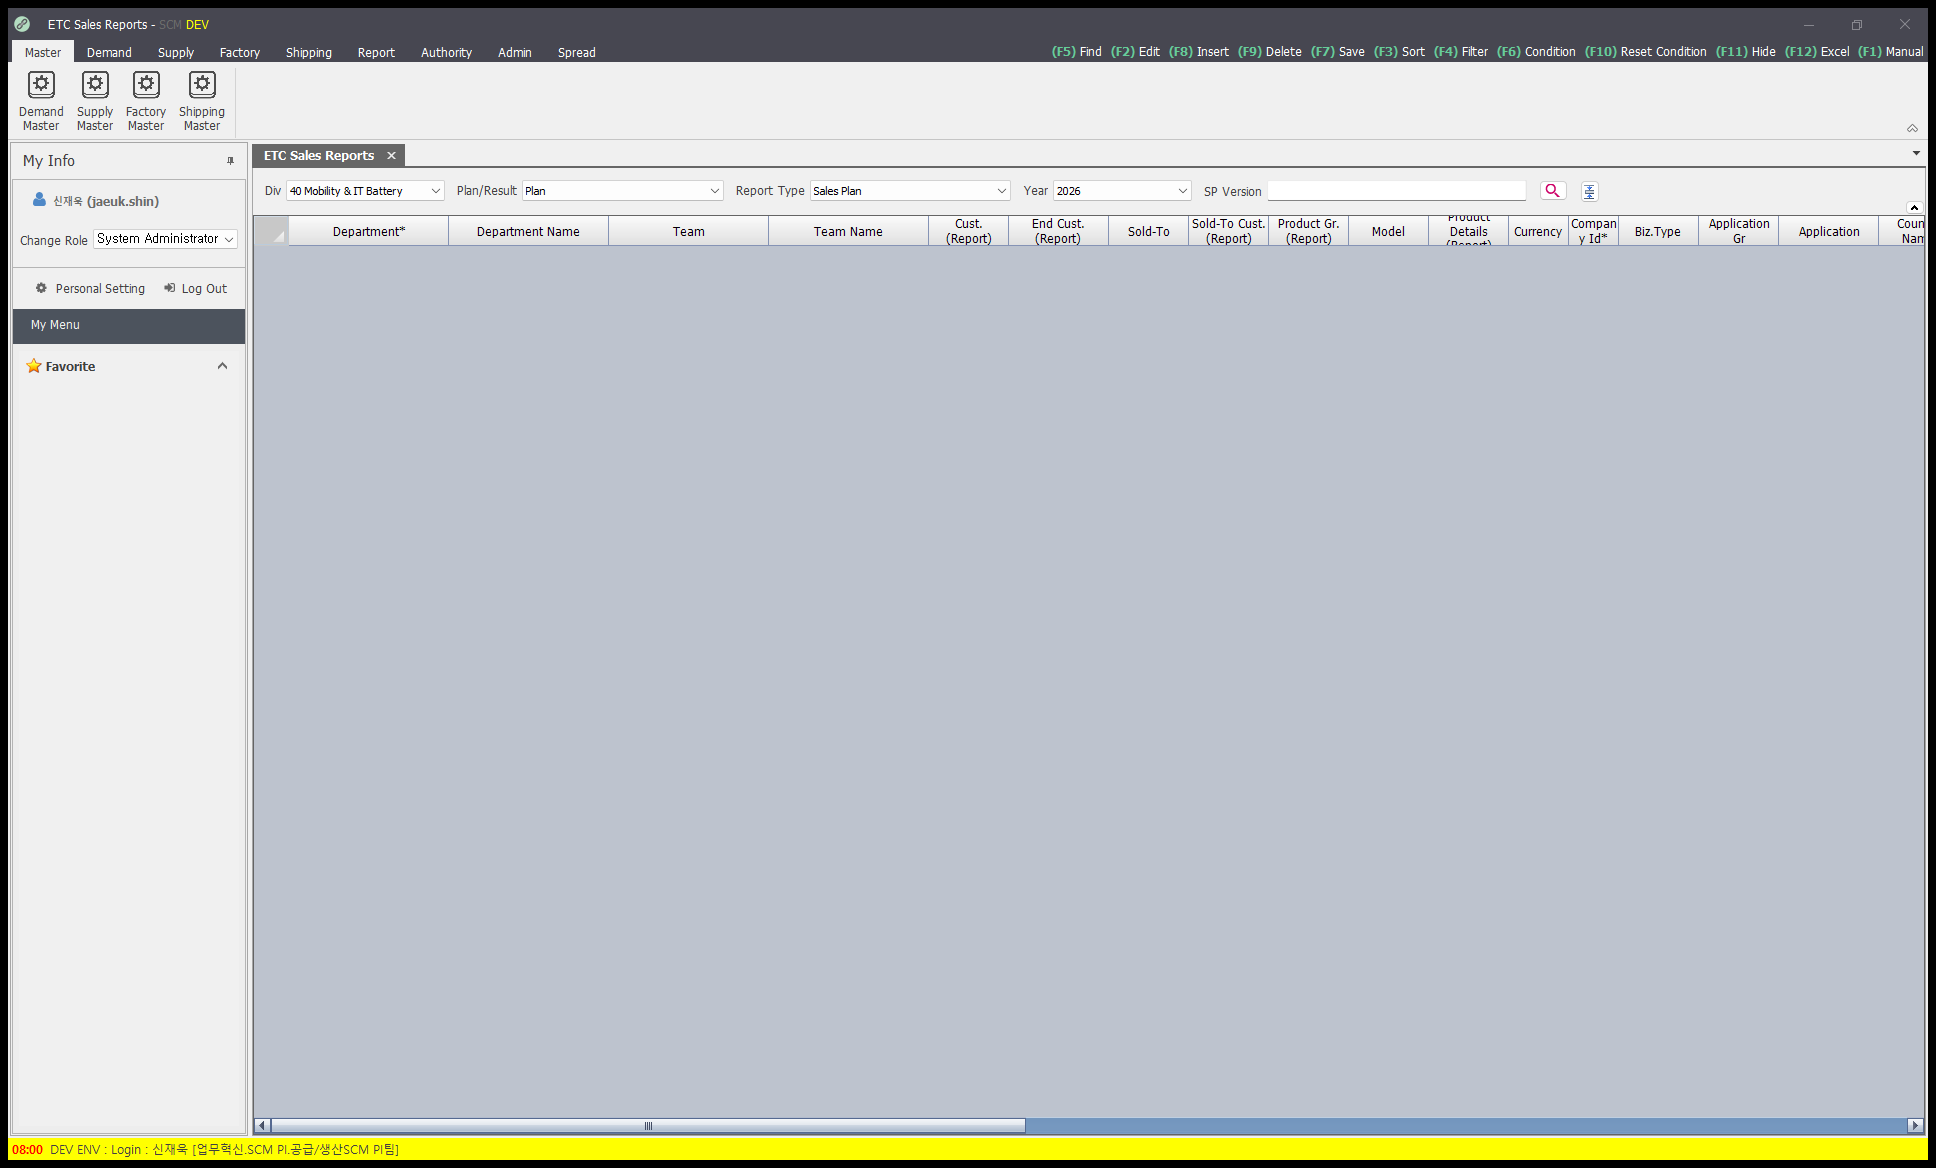 ETC Sales Reports - SCM DEV
Master Demand Supply Factory Shipping Report Authority Admin Spread
(F5) Find (F2) Edit (F8) Insert (F9) Delete (F7) Save (F3) Sort (F4) Filter (F6) Condition (F10) Reset Condition (F11) Hide (F12) Excel (F1) Manual
Demand Master
Supply Master
Factory Master
Shipping Master
My Info
신재욱 (jaeuk.shin)
Change Role System Administrator
Personal Setting Log Out
My Menu
Favorite
ETC Sales Reports
Div 40 Mobility & IT Battery Plan/Result Plan Report Type Sales Plan Year 2026 SP Version
Department*
Department Name
Team
Team Name
Cust.
(Report)
End Cust.
(Report)
Sold-To
Sold-To Cust.
(Report)
Product Gr.
(Report)
Model
Product
Details
(Report)
Currency
Compan
y Id*
Biz.Type
Application
Gr
Application
Coun
Nam
08:00 DEV ENV : Login : 신재욱 [업무혁신.SCM PI.공급/생산SCM PI팀]